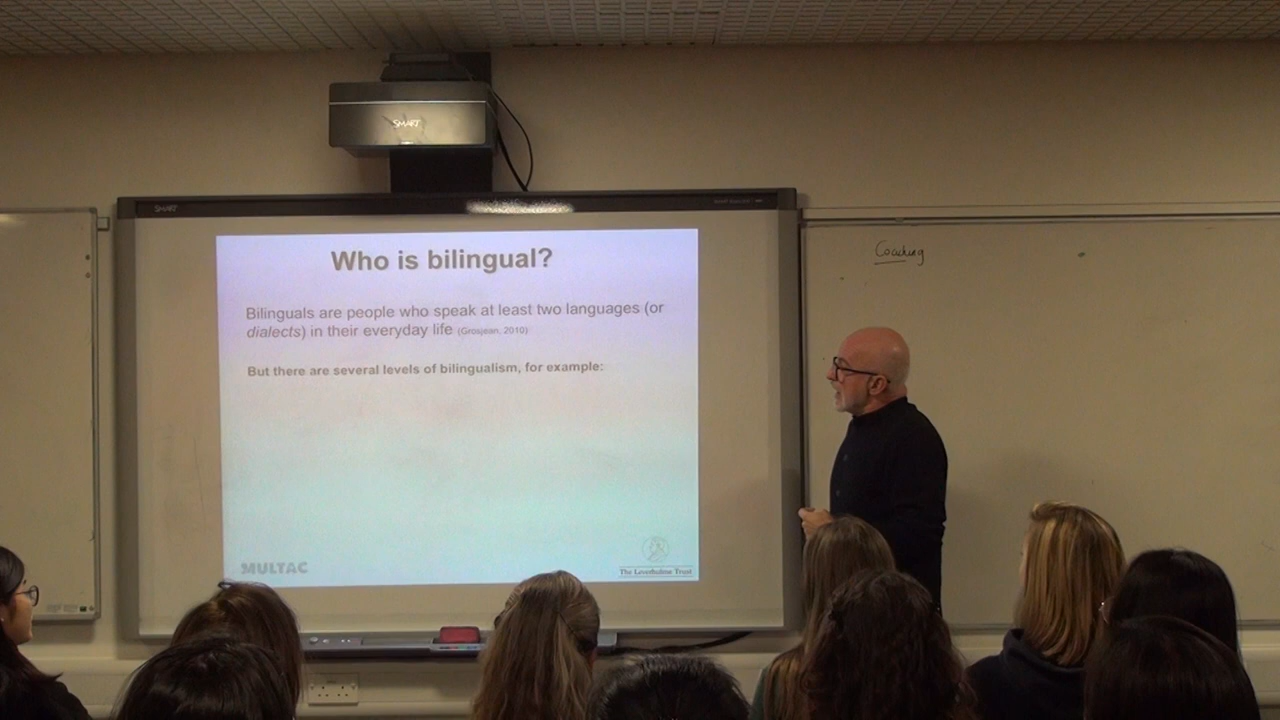 SMART
SMART
Who is bilingual?
Bilinguals are people who speak at least two languages (or
dialects) in their everyday life (Grosjean, 2010)
But there are several levels of bilingualism, for example:
MULTAC
The Leverhulme Trust
Coaching